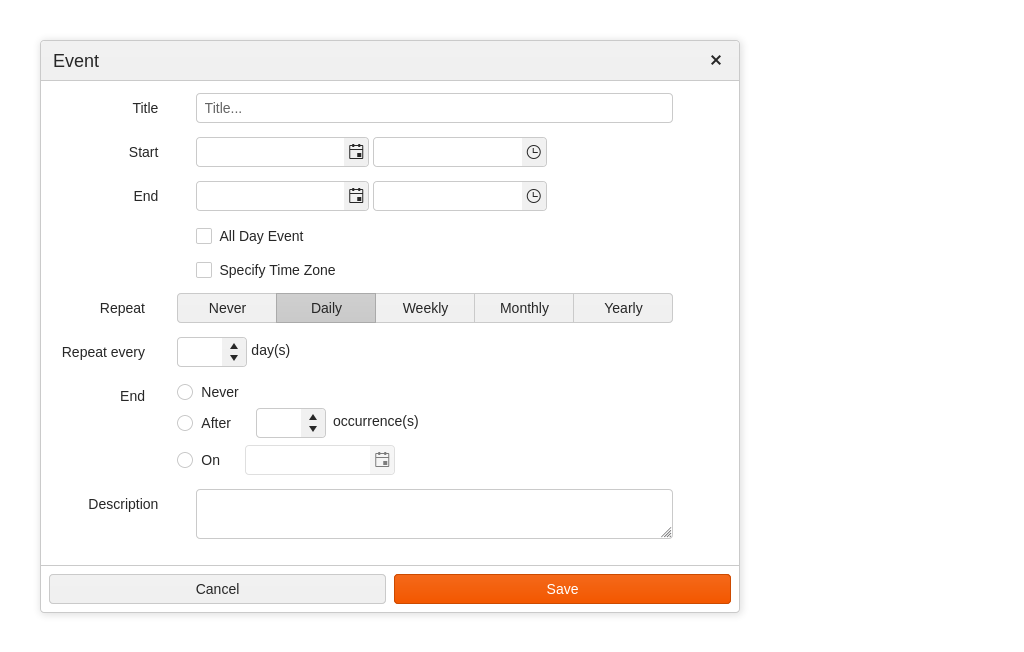 Event
Title Title...
Start
End
All Day Event
Specify Time Zone
Repeat Never Daily Weekly Monthly Yearly
Repeat every day(s)
End Never
After occurrence(s)
On
Description
Cancel Save